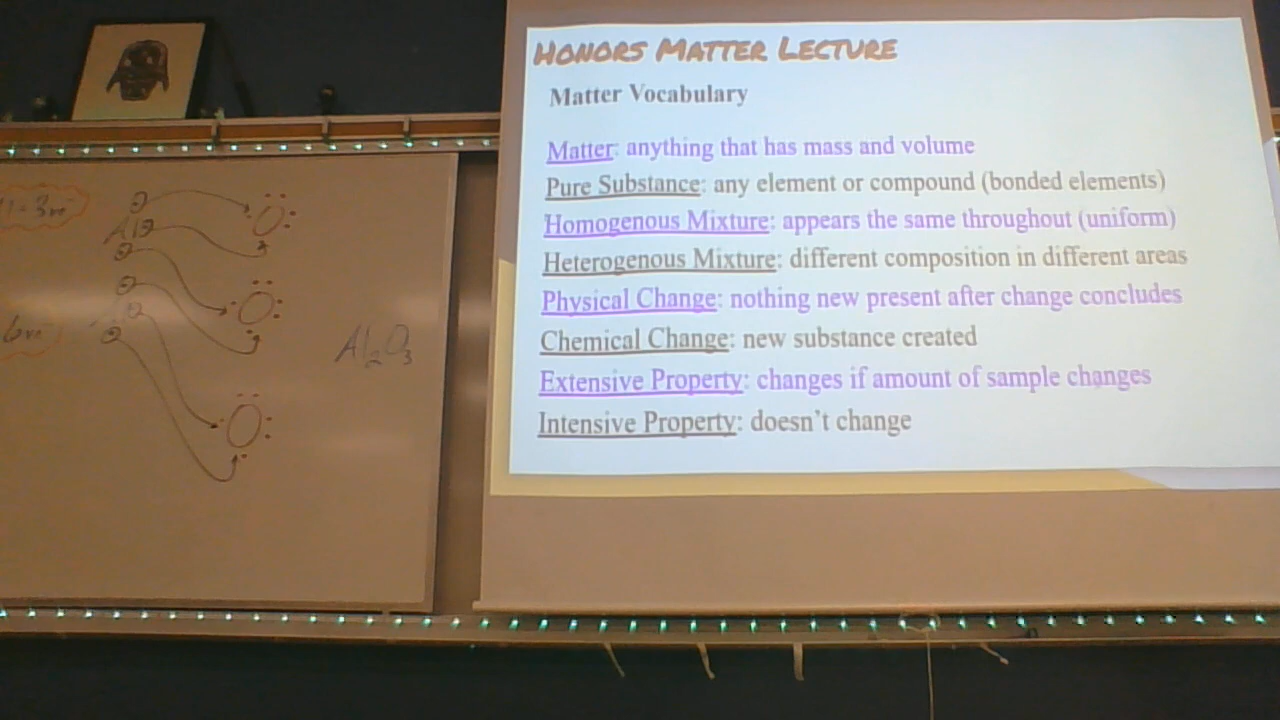 Honors Matter Lecture
Matter Vocabulary
Matter: anything that has mass and volume
Pure Substance: any element or compound (bonded elements)
Homogenous Mixture: appears the same throughout (uniform)
Heterogenous Mixture: different composition in different areas
Physical Change: nothing new present after change concludes
Chemical Change: new substance created
Extensive Property: changes if amount of sample changes
Intensive Property: doesn't change
Al
O
O
Al₂O₃
O